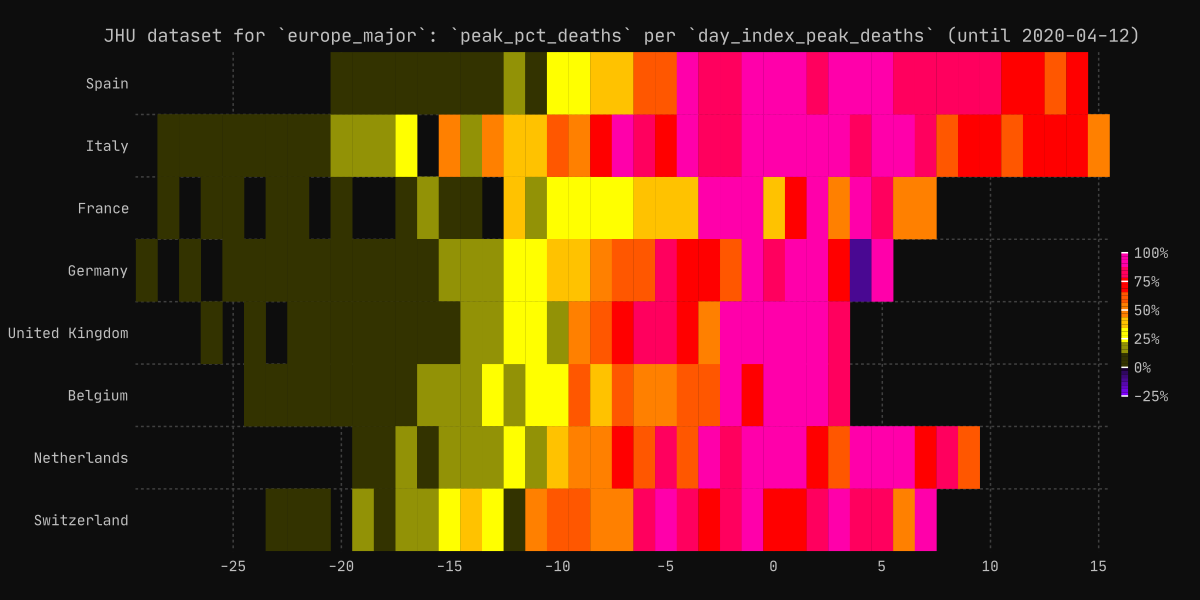 JHU dataset for `europe_major`: `peak_pct_deaths` per `day_index_peak_deaths` (until 2020-04-12)
Spain
Italy
France
Germany
United Kingdom
Belgium
Netherlands
Switzerland
100%
75%
50%
25%
0%
−25%
−25 −20 −15 −10 −5 0 5 10 15